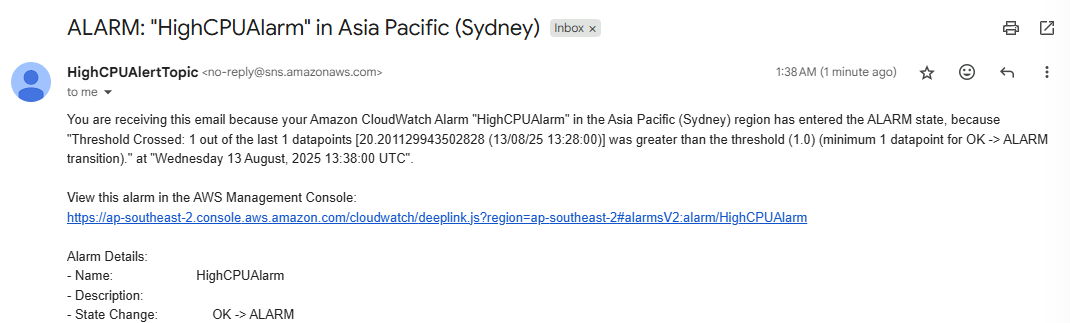 ALARM: "HighCPUAlarm" in Asia Pacific (Sydney) Inbox ×
HighCPUAlertTopic <no-reply@sns.amazonaws.com> 1:38 AM (1 minute ago)
to me
You are receiving this email because your Amazon CloudWatch Alarm "HighCPUAlarm" in the Asia Pacific (Sydney) region has entered the ALARM state, because
"Threshold Crossed: 1 out of the last 1 datapoints [20.201129943502828 (13/08/25 13:28:00)] was greater than the threshold (1.0) (minimum 1 datapoint for OK -> ALARM
transition)." at "Wednesday 13 August, 2025 13:38:00 UTC".
View this alarm in the AWS Management Console:
https://ap-southeast-2.console.aws.amazon.com/cloudwatch/deeplink.js?region=ap-southeast-2#alarmsV2:alarm/HighCPUAlarm
Alarm Details:
- Name: HighCPUAlarm
- Description:
- State Change: OK -> ALARM